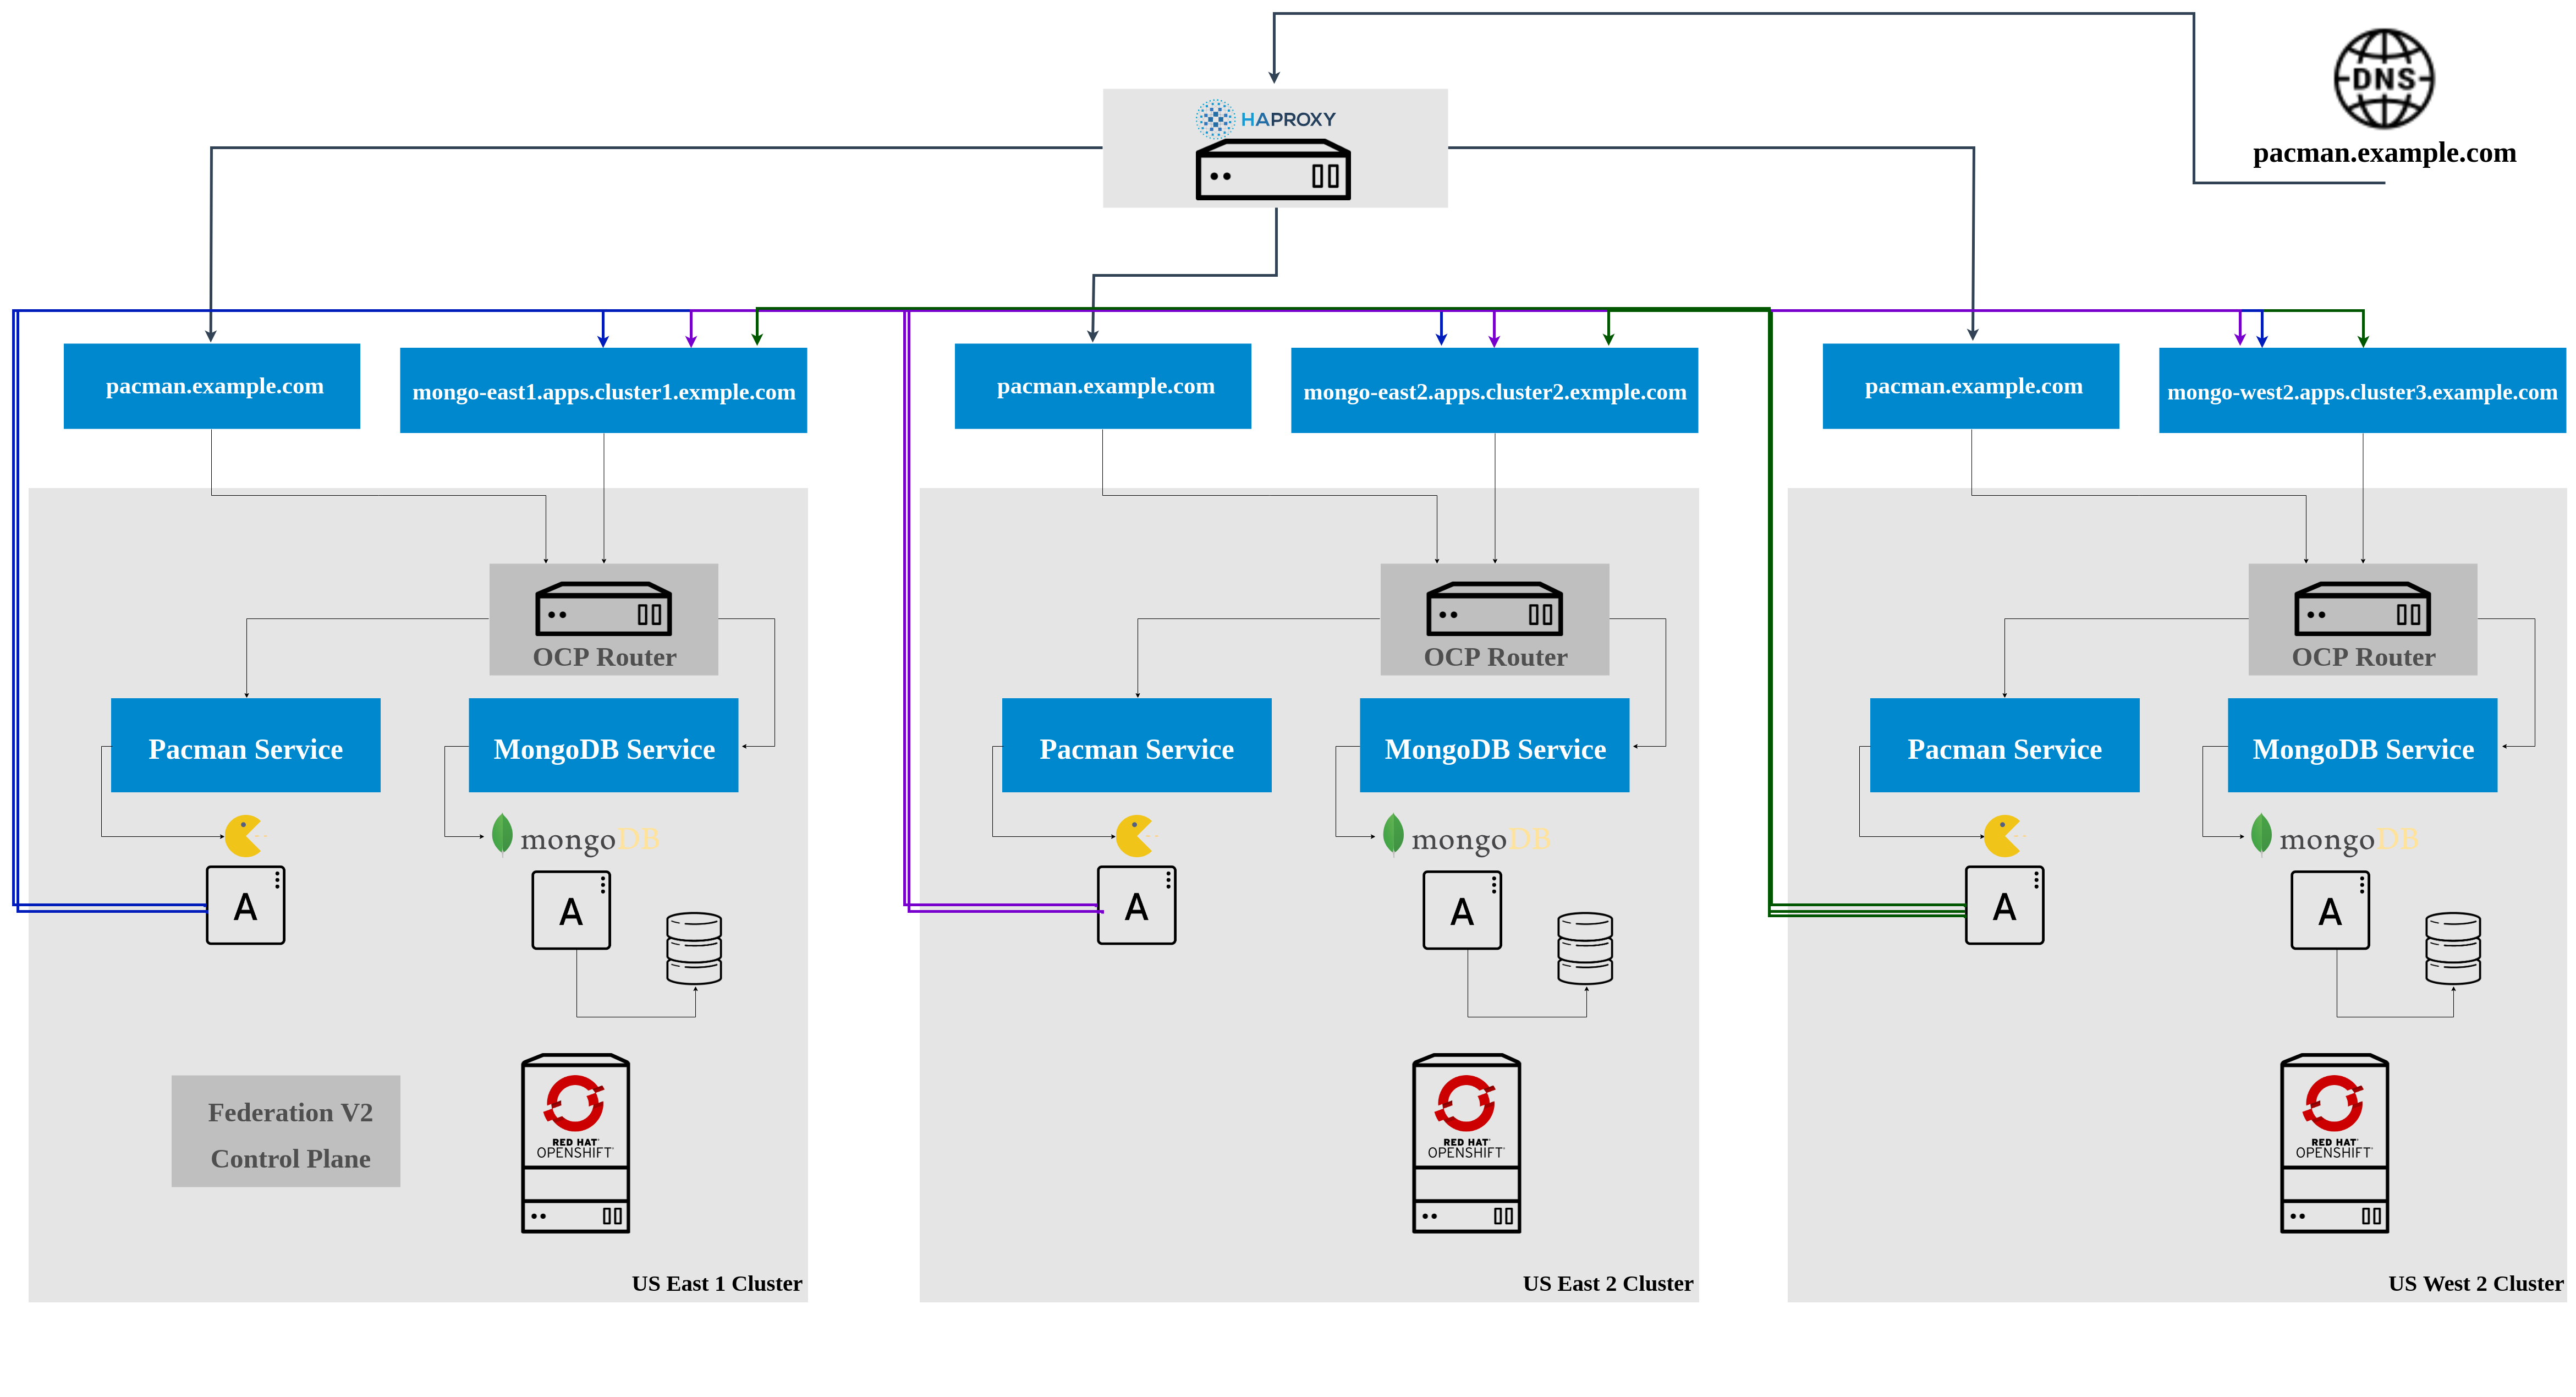 DNS
pacman.example.com
HAPROXY
pacman.example.com
mongo-east1.apps.cluster1.exmple.com
pacman.example.com
mongo-east2.apps.cluster2.exmple.com
pacman.example.com
mongo-west2.apps.cluster3.example.com
OCP Router
OCP Router
OCP Router
Pacman Service
MongoDB Service
Pacman Service
MongoDB Service
Pacman Service
MongoDB Service
mongoDB
mongoDB
mongoDB
A
A
A
A
A
A
Federation V2
Control Plane
RED HAT
OPENSHIFT
RED HAT
OPENSHIFT
RED HAT
OPENSHIFT
US East 1 Cluster
US East 2 Cluster
US West 2 Cluster